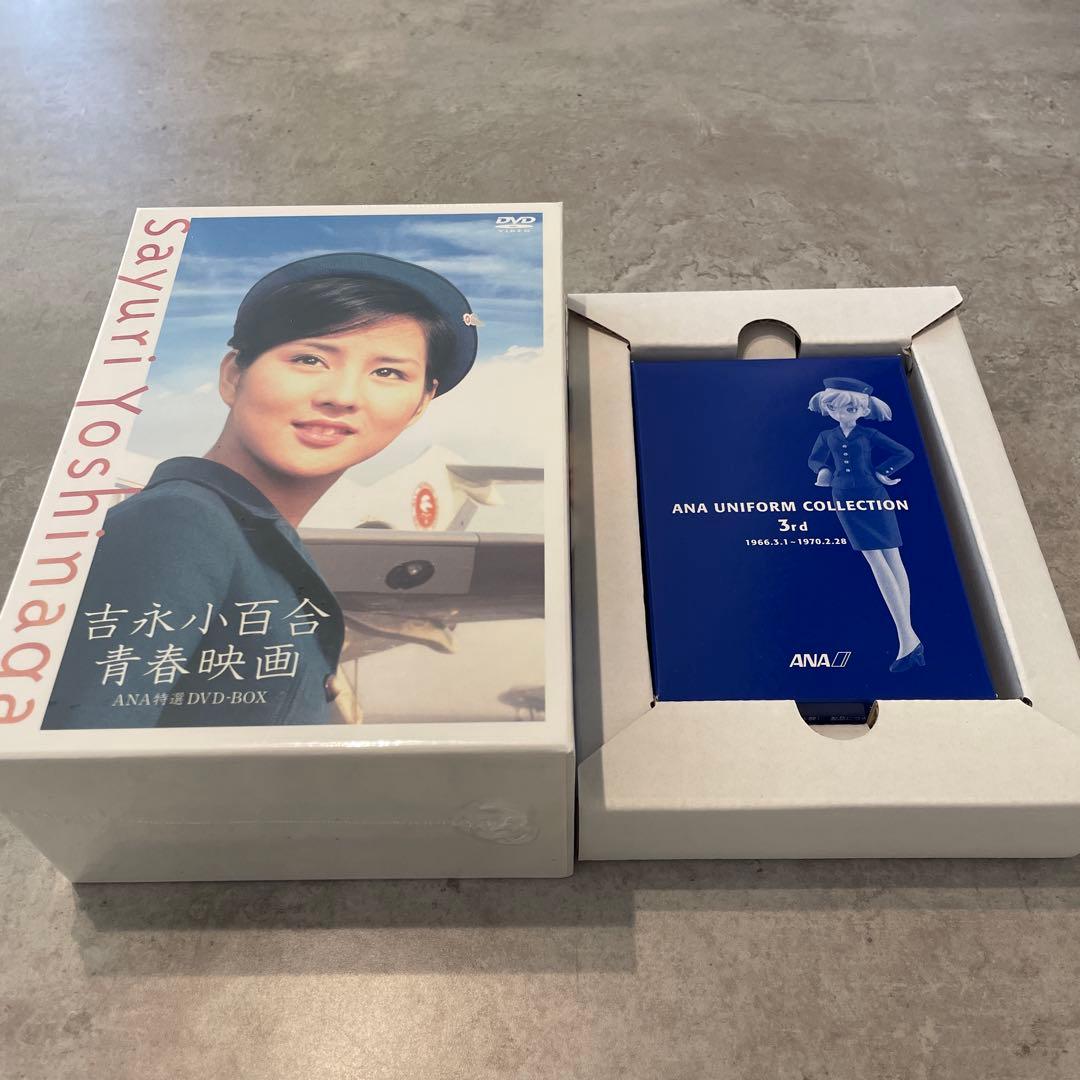 Sayuri Yoshinaga
DVD
VIDEO
吉永小百合
青春映画
ANA特選DVD-BOX
ANA UNIFORM COLLECTION
3rd
1966.3.1~1970.2.28
ANA